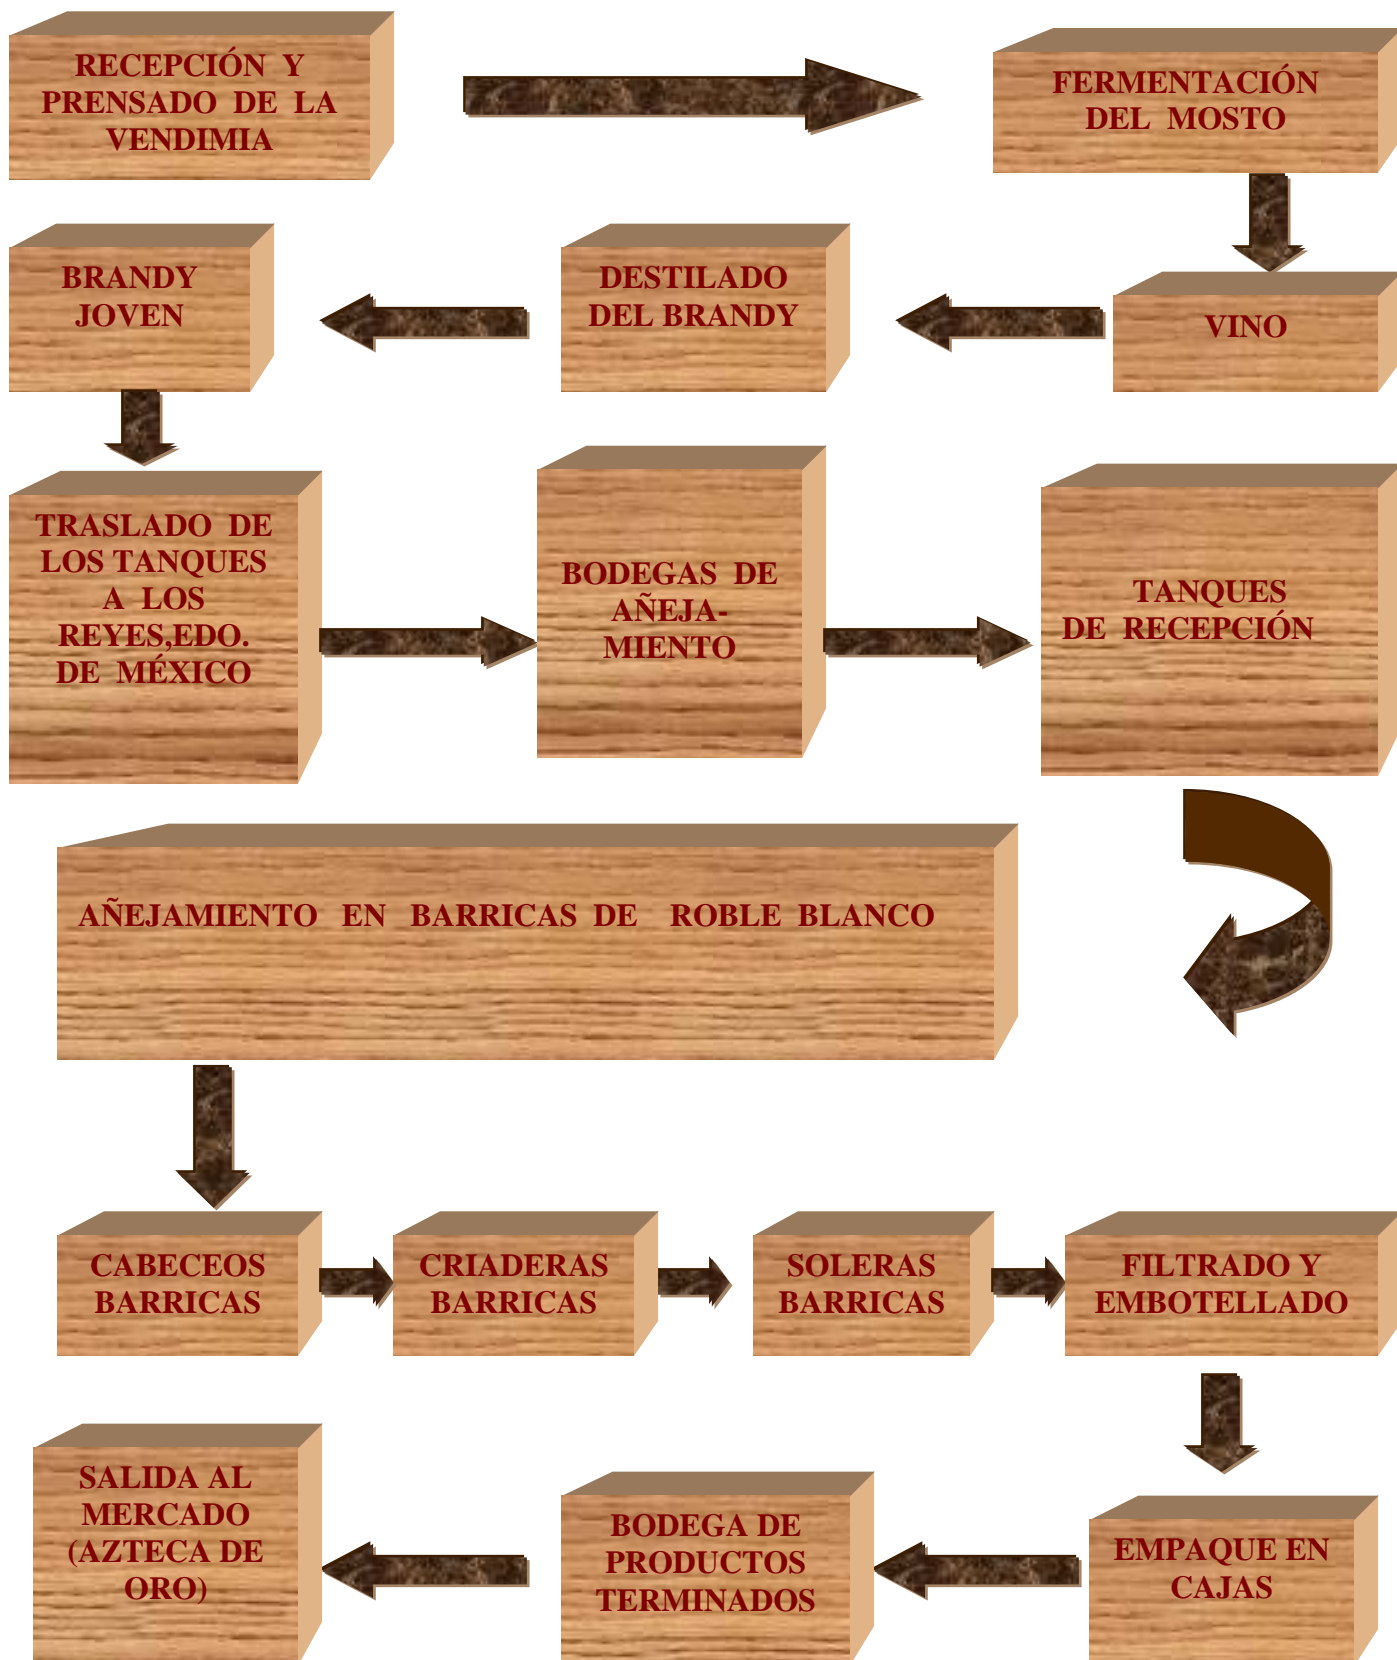 RECEPCIÓN Y
PRENSADO DE LA
VENDIMIA
FERMENTACIÓN
DEL MOSTO
BRANDY
JOVEN
DESTILADO
DEL BRANDY
VINO
TRASLADO DE
LOS TANQUES
A LOS
REYES,EDO.
DE MÉXICO
BODEGAS DE
AÑEJA-
MIENTO
TANQUES
DE RECEPCIÓN
AÑEJAMIENTO EN BARRICAS DE ROBLE BLANCO
CABECEOS
BARRICAS
CRIADERAS
BARRICAS
SOLERAS
BARRICAS
FILTRADO Y
EMBOTELLADO
SALIDA AL
MERCADO
(AZTECA DE
ORO)
BODEGA DE
PRODUCTOS
TERMINADOS
EMPAQUE EN
CAJAS